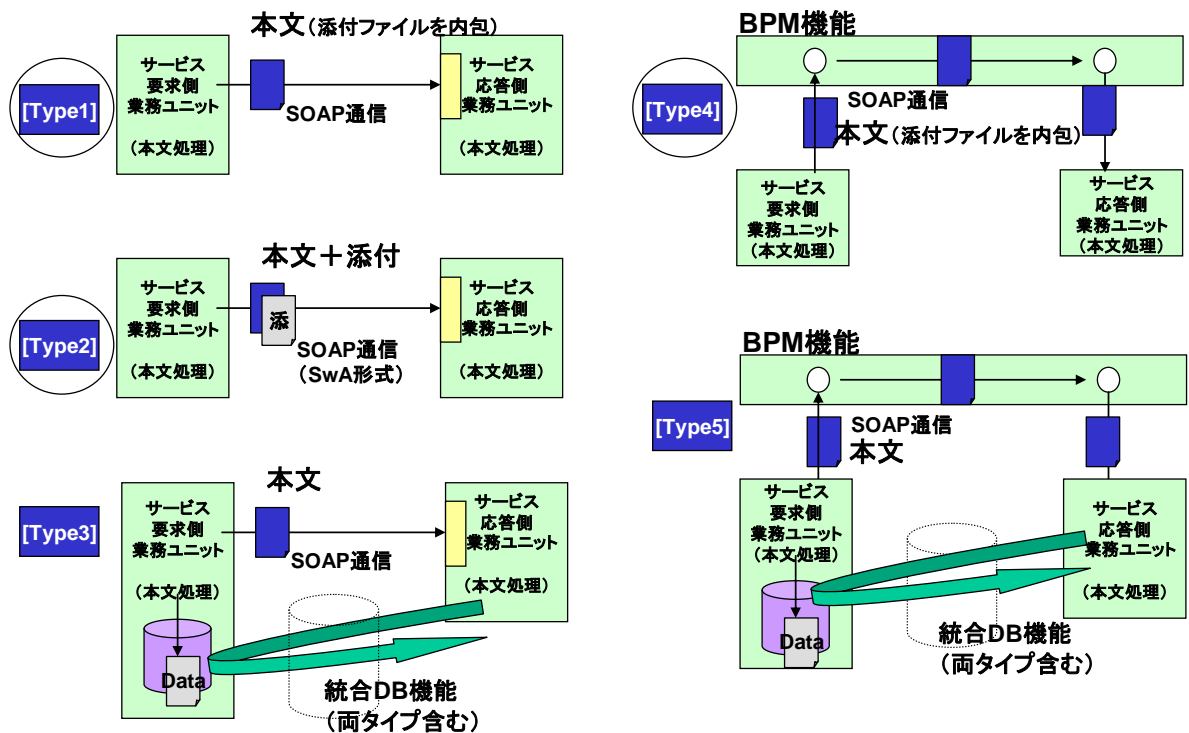 本文(添付ファイルを内包)
[Type1]
サービス
要求側
業務ユニット
(本文処理)
SOAP通信
サービス
応答側
業務ユニット
(本文処理)
本文＋添付
[Type2]
サービス
要求側
業務ユニット
(本文処理)
添
SOAP通信
(SwA形式)
サービス
応答側
業務ユニット
(本文処理)
本文
[Type3]
サービス
要求側
業務ユニット
(本文処理)
Data
SOAP通信
サービス
応答側
業務ユニット
(本文処理)
統合DB機能
(両タイプ含む)
BPM機能
[Type4]
SOAP通信
本文(添付ファイルを内包)
サービス
要求側
業務ユニット
(本文処理)
サービス
応答側
業務ユニット
(本文処理)
BPM機能
[Type5]
SOAP通信
本文
サービス
要求側
業務ユニット
(本文処理)
Data
サービス
応答側
業務ユニット
(本文処理)
統合DB機能
(両タイプ含む)